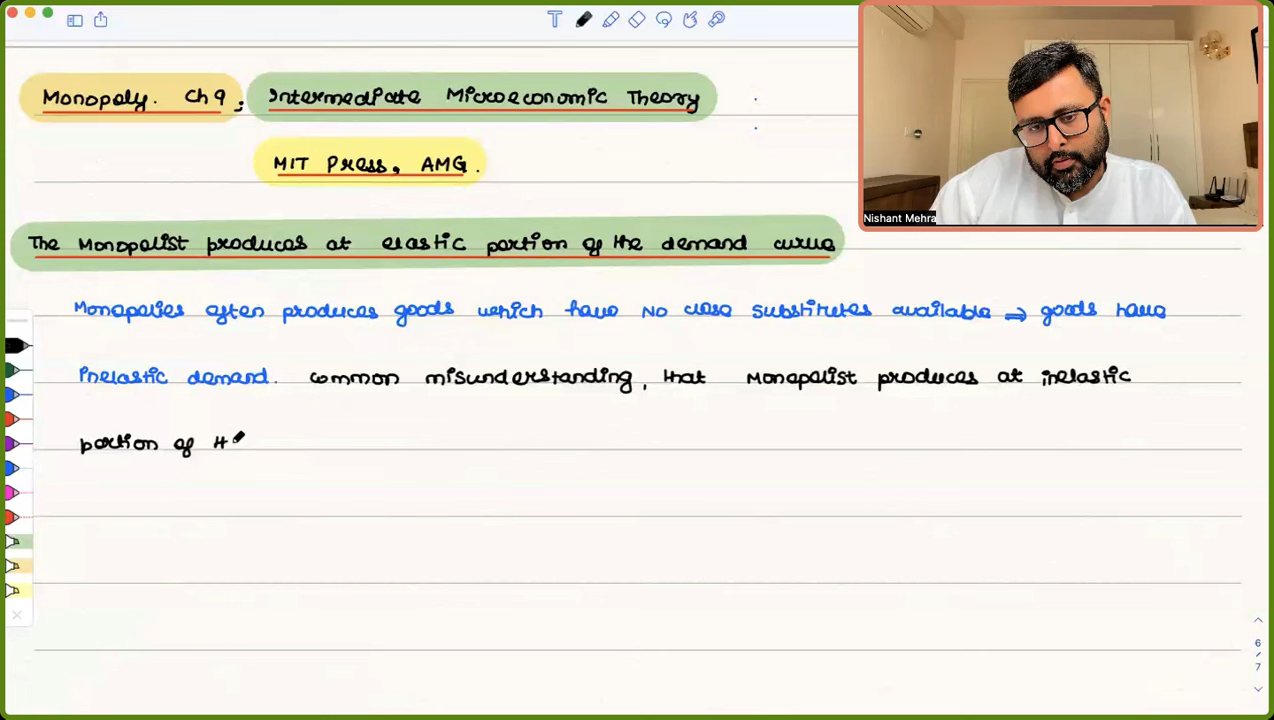 Monopoly. Ch 9, Intermediate Microeconomic Theory
MIT Press, AMG.
The Monopolist produces at elastic portion of the demand curve
Monopolies often produces goods which have No close substitutes available ⇒ goods have
inelastic demand. Common misunderstanding, that Monopolist produces at inelastic
portion of
Nishant Mehra
6
/
7